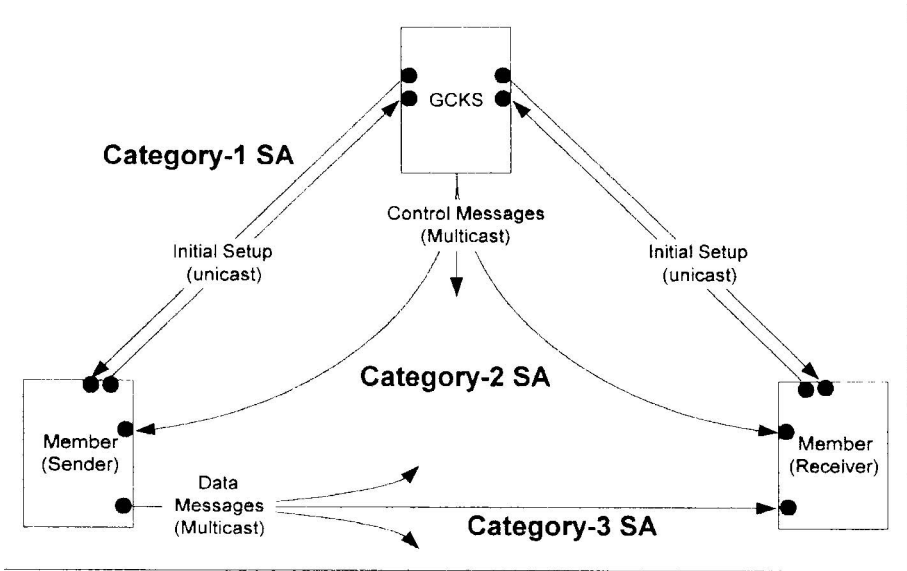 GCKS
Category-1 SA
Control Messages
(Multicast)
Initial Setup
(unicast)
Initial Setup
(unicast)
Category-2 SA
Member
(Sender)
Member
(Receiver)
Data
Messages
(Multicast)
Category-3 SA